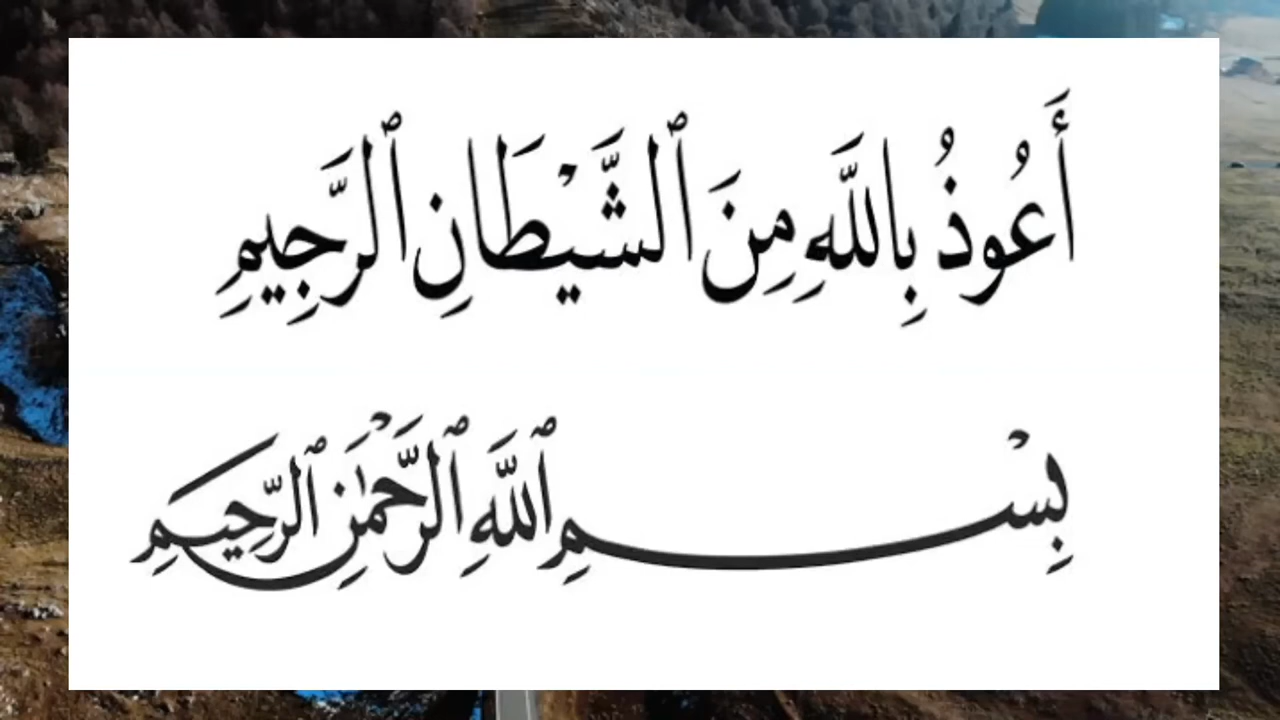 أَعُوذُ بِاللَّهِ مِنَ ٱلشَّيْطَانِ ٱلرَّجِيمِ
بِسْمِ ٱللَّهِ ٱلرَّحْمَٰنِ ٱلرَّحِيمِ